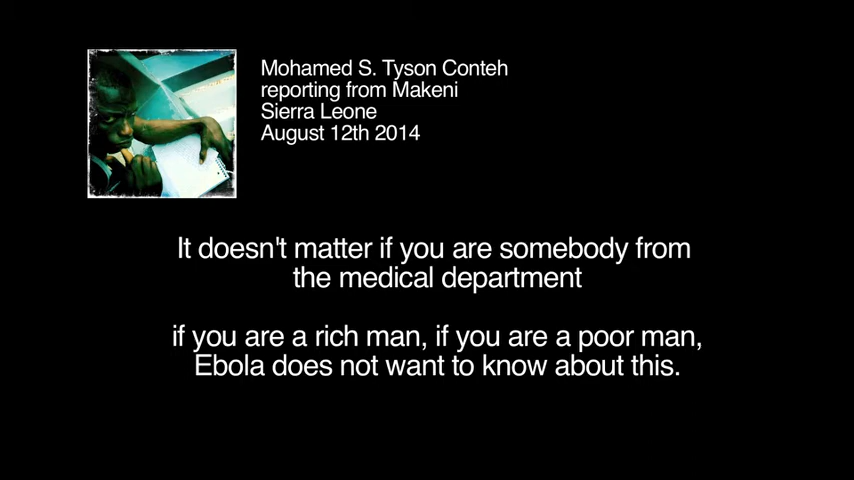 Mohamed S. Tyson Conteh
reporting from Makeni
Sierra Leone
August 12th 2014
It doesn't matter if you are somebody from
the medical department
if you are a rich man, if you are a poor man,
Ebola does not want to know about this.